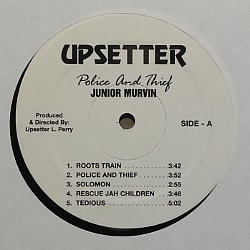 UPSETTER
Police And Thief
JUNIOR MURVIN
Produced
& Directed By:
Upsetter L. Perry
SIDE - A
1. ROOTS TRAIN .......... 3:42
2. POLICE AND THIEF ....... 3:52
3. SOLOMON ............ 2:55
4. RESCUE JAH CHILDREN ... 3:46
5. TEDIOUS ............. 5:02